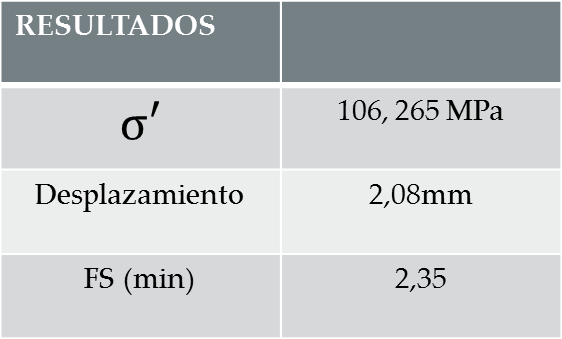 RESULTADOS
σ′ 106, 265 MPa
Desplazamiento 2,08mm
FS (min) 2,35